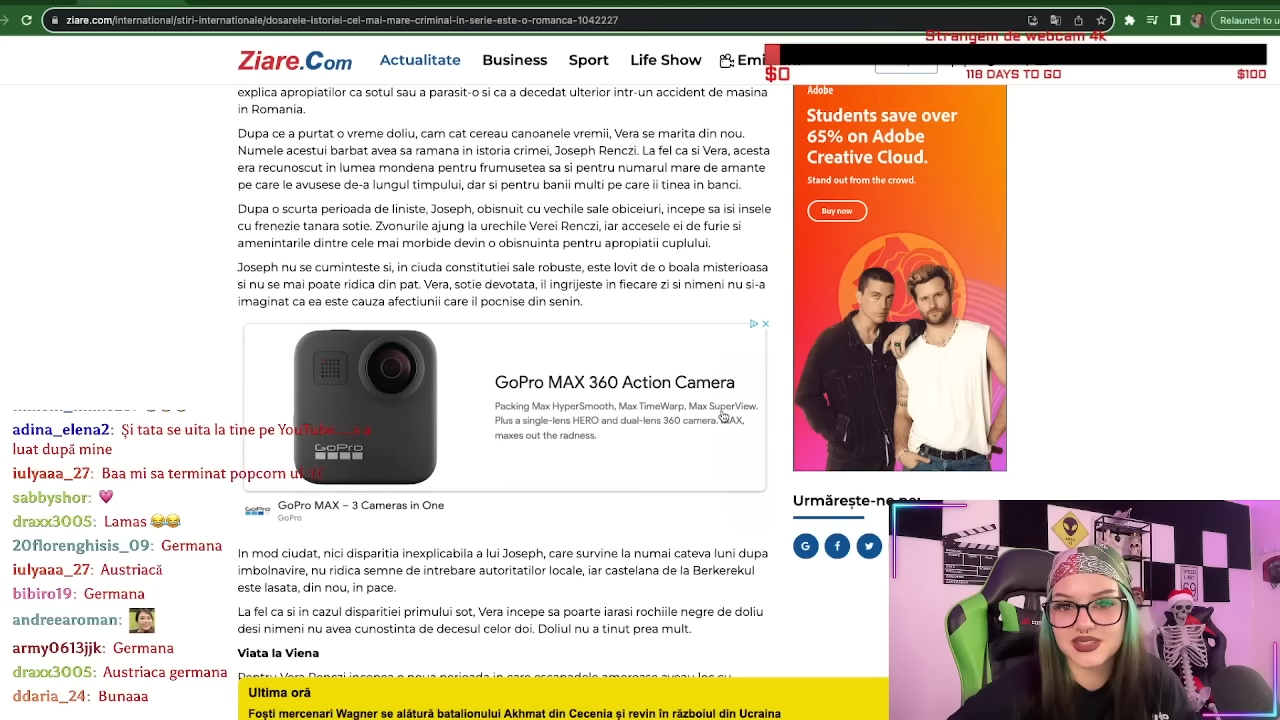 ziare.com/international/stiri-internationale/dosarele-istoriei-cei-mai-mare-criminal-in-serie-este-o-romanca-1042227
Relaunch to u
Strangem de webcam 4k
$0
118 DAYS TO GO
$100
Ziare.Com
Actualitate
Business
Sport
Life Show
explica apropiatilor ca sotul sau a parasit-o si ca a decedat ulterior intr-un accident de masina
in Romania.
Dupa ce a purtat o vreme doliu, cam cat cereau canoanele vremii, Vera se marita din nou.
Numele acestui barbat avea sa ramana in istoria crimei, Joseph Renczi. La fel ca si Vera, acesta
era recunoscut in lumea mondena pentru frumusetea sa si pentru numarul mare de amante
pe care le avusese de-a lungul timpului, dar si pentru banii multi pe care ii tinea in banci.
Dupa o scurta perioada de liniste, Joseph, obisnuit cu vechile sale obiceiuri, incepe sa isi insele
cu frenezie tanara sotie. Zvonurile ajung la urechile Verei Renczi, iar accesele ei de furie si
amenintarile dintre cele mai morbide devin o obisnuinta pentru apropiatii cuplului.
Joseph nu se cuminteste si, in ciuda constitutiei sale robuste, este lovit de o boala misterioasa
si nu se mai poate ridica din pat. Vera, sotie devotata, il ingrijeste in fiecare zi si nimeni nu si-a
imaginat ca ea este cauza afectiunii care il pocnise din senin.
GoPro
GoPro MAX 360 Action Camera
Packing Max HyperSmooth, Max TimeWarp, Max SuperView.
Plus a single-lens HERO and dual-lens 360 camera. MAX,
maxes out the radness.
GoPro MAX – 3 Cameras in One
GoPro
In mod ciudat, nici disparitia inexplicabila a lui Joseph, care survine la numai cateva luni dupa
imbolnavire, nu ridica semne de intrebare autoritatilor locale, iar castelana de la Berkerekul
este lasata, din nou, in pace.
La fel ca si in cazul disparitiei primului sot, Vera incepe sa poarte iarasi rochiile negre de doliu
desi nimeni nu avea cunostinta de decesul celor doi. Doliul nu a tinut prea mult.
Viata la Viena
Ultima oră
Foști mercenari Wagner se alătură batalionului Akhmat din Cecenia și revin în războiul din Ucraina
Adobe
Students save over
65% on Adobe
Creative Cloud.
Stand out from the crowd.
Buy now
Urmărește-ne pe:
adina_elena2: Și tata se uita la tine pe YouTube
luat după mine
iulyaaa_27: Baa mi sa terminat popcorn ul
sabbyshor: 💗
draxx3005: Lamas 😂😂
20florenghisis_09: Germana
iulyaaa_27: Austriacă
bibiro19: Germana
andreearoman:
army0613jjk: Germana
draxx3005: Austriaca germana
ddaria_24: Bunaaa